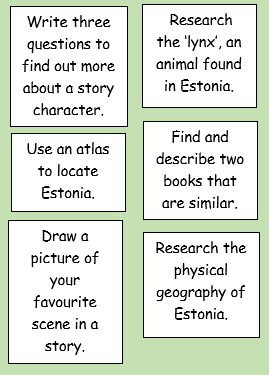 Write three
questions to
find out more
about a story
character.
Research
the ‘lynx’, an
animal found
in Estonia.
Use an atlas
to locate
Estonia.
Find and
describe two
books that
are similar.
Draw a
picture of
your
favourite
scene in a
story.
Research the
physical
geography of
Estonia.